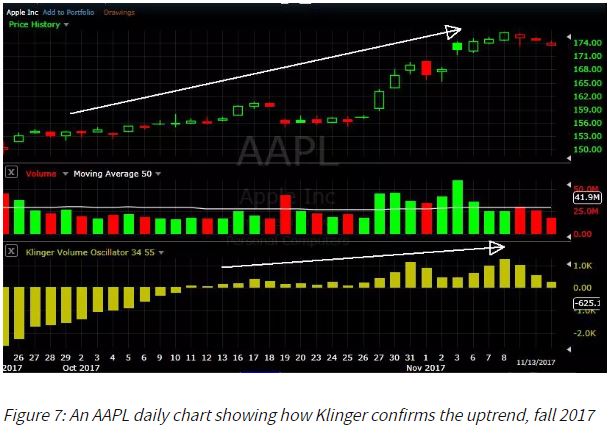 Apple Inc Add to Portfolio Drawings
Price History
174.00
171.00
168.00
165.00
162.00
159.00
156.00
153.00
150.00
AAPL
Apple Inc
X Volume Moving Average 50
50.0M
41.9M
25.0M
0.00
Personal Computers
X Klinger Volume Oscillator 34 55
1.0K
0.00
-625.1
-2.0K
26 27 28 29 2 3 4 5 6 9 10 11 12 13 16 17 18 19 20 23 24 25 26 27 30 31 1 2 3 6 7 8
2017 Oct 2017 Nov 2017 11/13/2017
Figure 7: An AAPL daily chart showing how Klinger confirms the uptrend, fall 2017